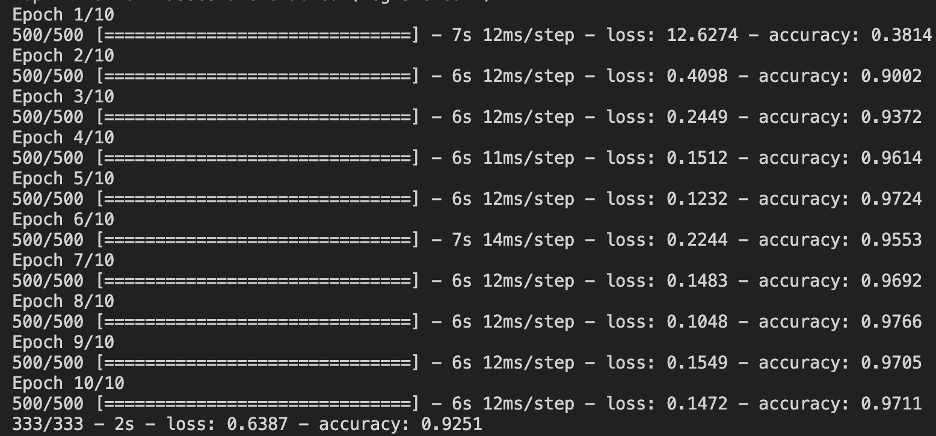 Epoch 1/10
500/500 [==============================] - 7s 12ms/step - loss: 12.6274 - accuracy: 0.3814
Epoch 2/10
500/500 [==============================] - 6s 12ms/step - loss: 0.4098 - accuracy: 0.9002
Epoch 3/10
500/500 [==============================] - 6s 12ms/step - loss: 0.2449 - accuracy: 0.9372
Epoch 4/10
500/500 [==============================] - 6s 11ms/step - loss: 0.1512 - accuracy: 0.9614
Epoch 5/10
500/500 [==============================] - 6s 12ms/step - loss: 0.1232 - accuracy: 0.9724
Epoch 6/10
500/500 [==============================] - 7s 14ms/step - loss: 0.2244 - accuracy: 0.9553
Epoch 7/10
500/500 [==============================] - 6s 12ms/step - loss: 0.1483 - accuracy: 0.9692
Epoch 8/10
500/500 [==============================] - 6s 12ms/step - loss: 0.1048 - accuracy: 0.9766
Epoch 9/10
500/500 [==============================] - 6s 12ms/step - loss: 0.1549 - accuracy: 0.9705
Epoch 10/10
500/500 [==============================] - 6s 12ms/step - loss: 0.1472 - accuracy: 0.9711
333/333 - 2s - loss: 0.6387 - accuracy: 0.9251